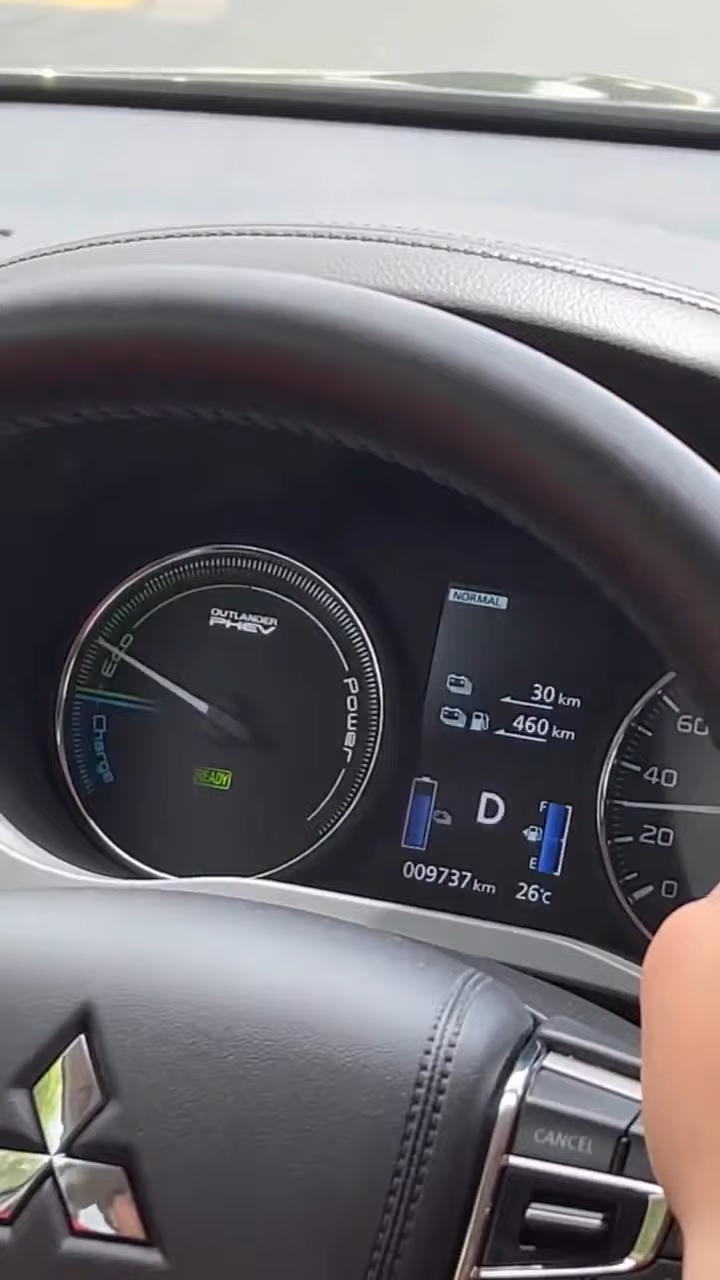 OUTLANDER
PHEV
Eco
Charge
Power
READY
NORMAL
30 km
460 km
D
F
E
009737 km
26°C
60
40
20
0
CANCEL